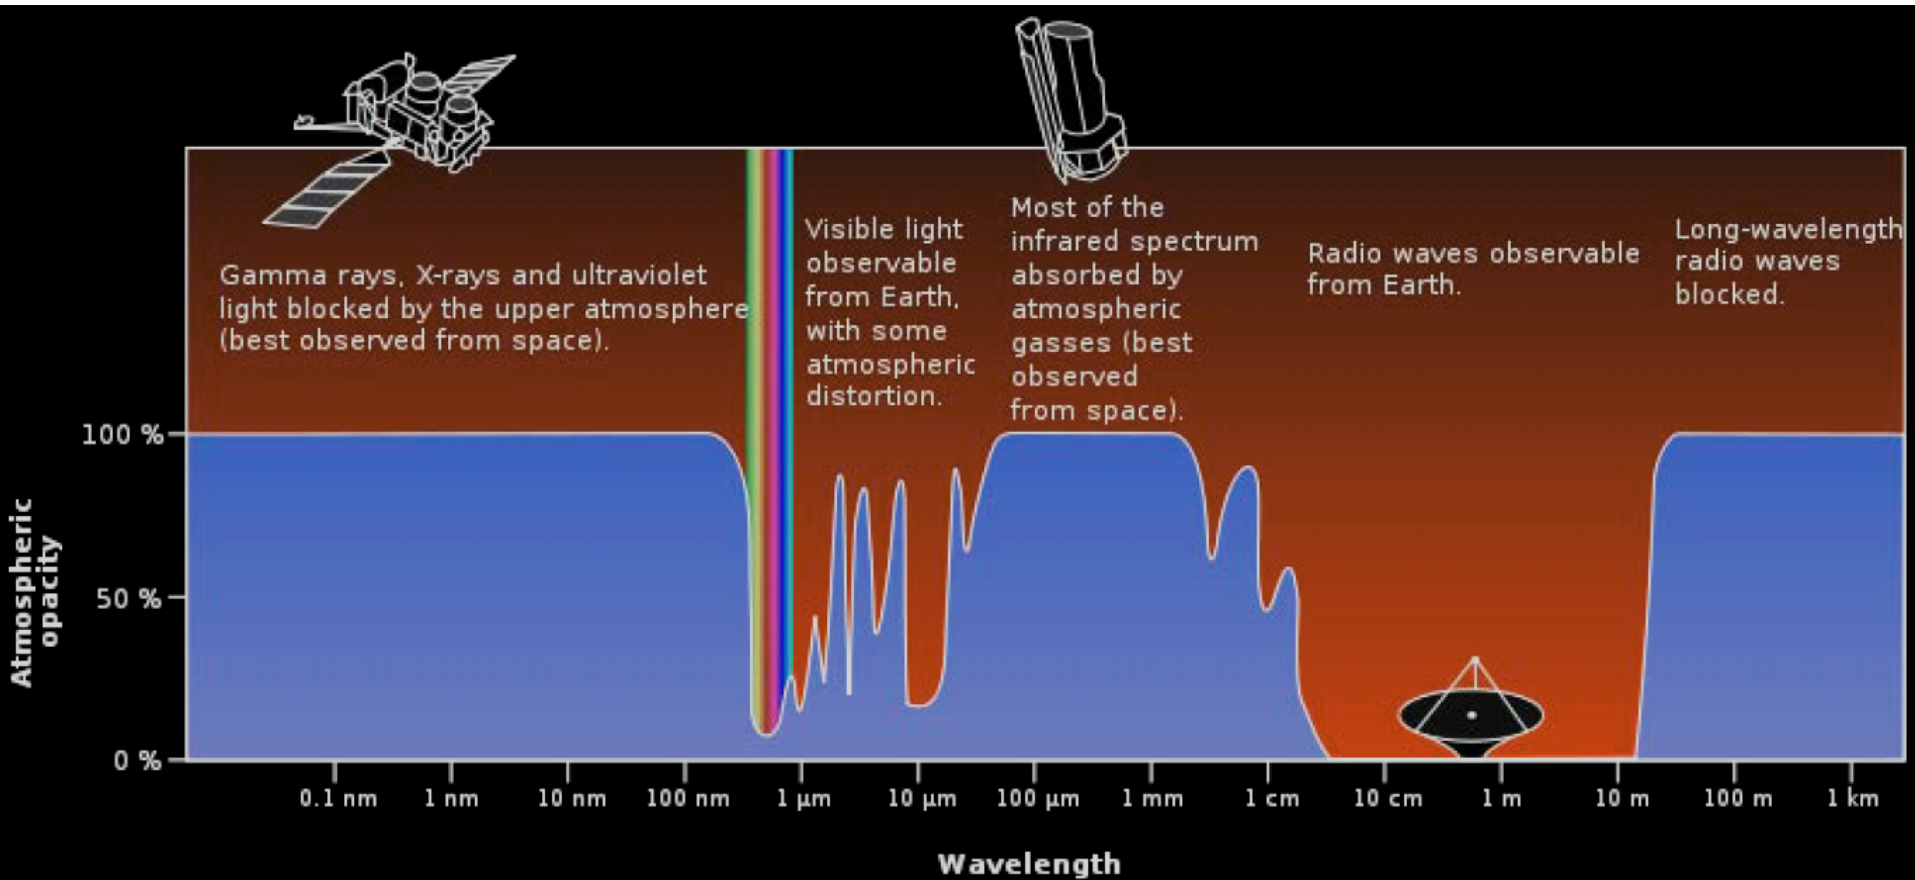 Gamma rays, X-rays and ultraviolet
light blocked by the upper atmosphere
(best observed from space).
Visible light
observable
from Earth,
with some
atmospheric
distortion.
Most of the
infrared spectrum
absorbed by
atmospheric
gasses (best
observed
from space).
Radio waves observable
from Earth.
Long-wavelength
radio waves
blocked.
Atmospheric
opacity
100 %
50 %
0 %
0.1 nm
1 nm
10 nm
100 nm
1 μm
10 μm
100 μm
1 mm
1 cm
10 cm
1 m
10 m
100 m
1 km
Wavelength